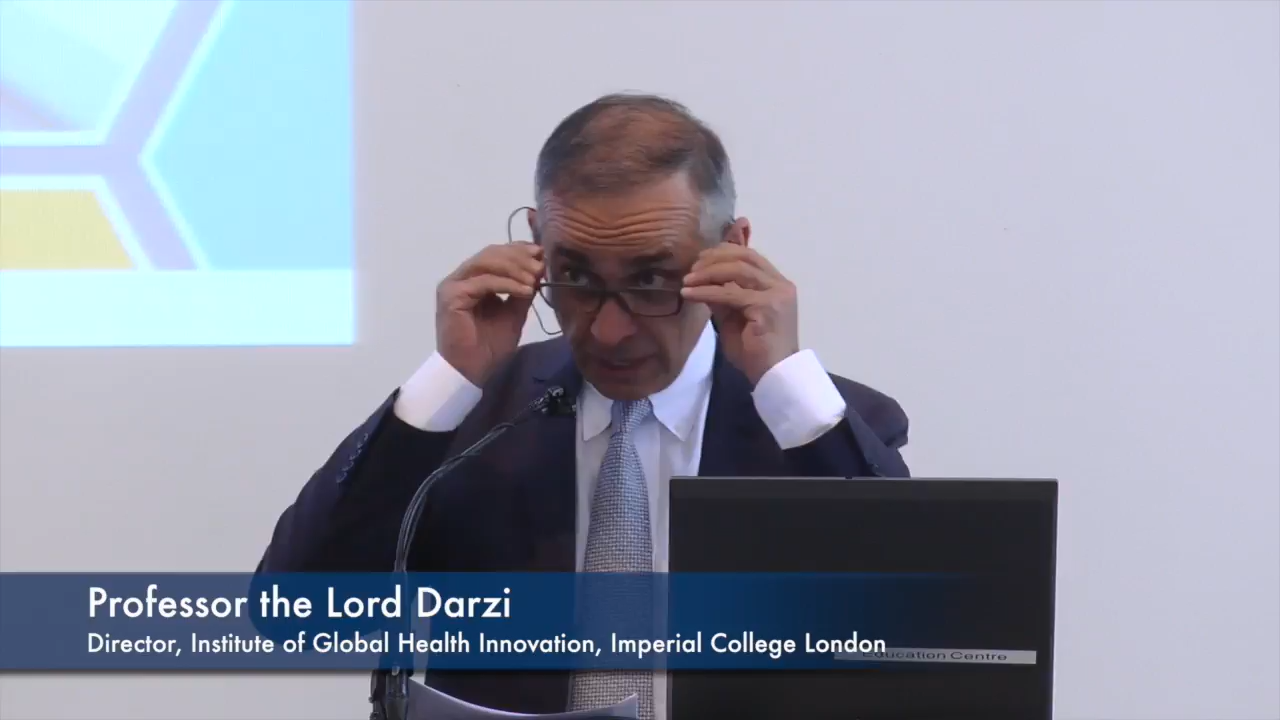 Professor the Lord Darzi
Director, Institute of Global Health Innovation, Imperial College London
Education Centre